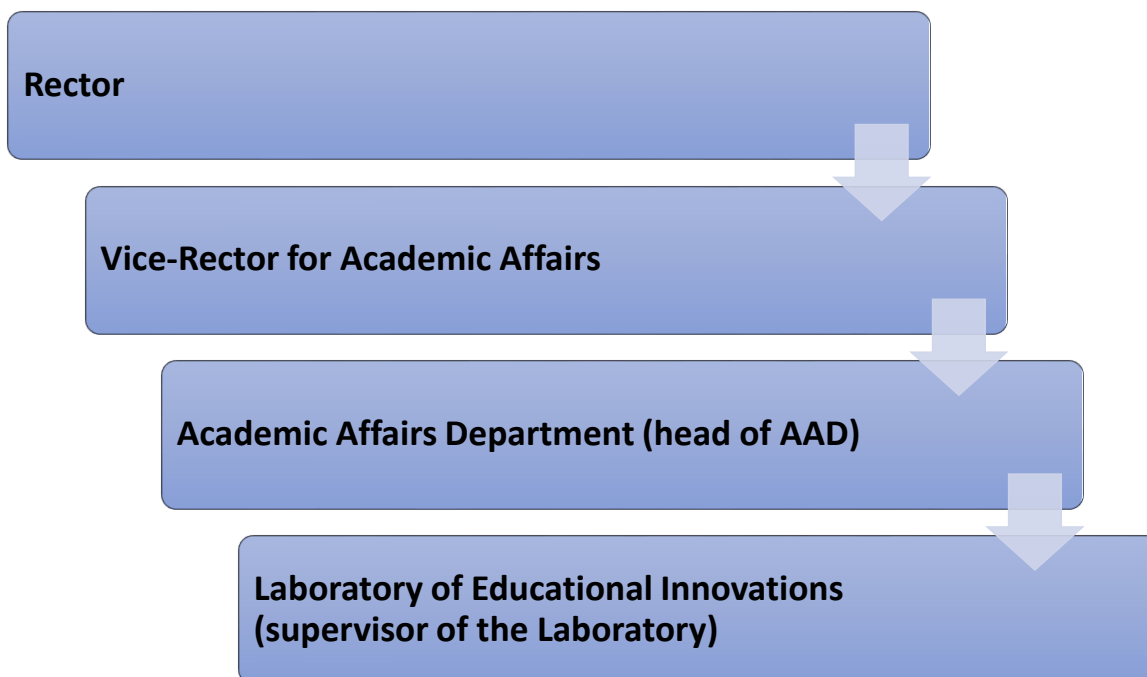 Rector
Vice-Rector for Academic Affairs
Academic Affairs Department (head of AAD)
Laboratory of Educational Innovations
(supervisor of the Laboratory)